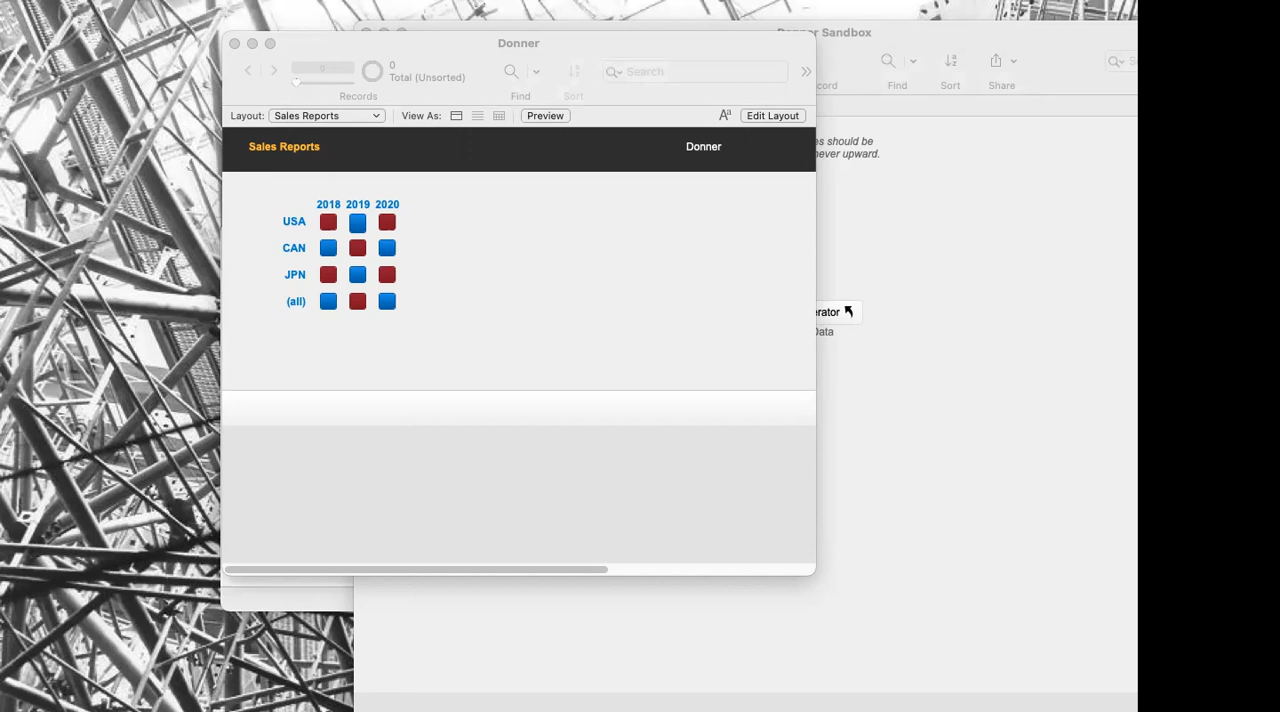 Donner
0
0
Total (Unsorted)
Search
Records
Find
Sort
Layout:
Sales Reports
View As:
Preview
Edit Layout
Sales Reports
Donner
2018 2019 2020
USA
CAN
JPN
(all)
Sandbox
Find
Sort
Share
es should be
never upward.
erator
Data